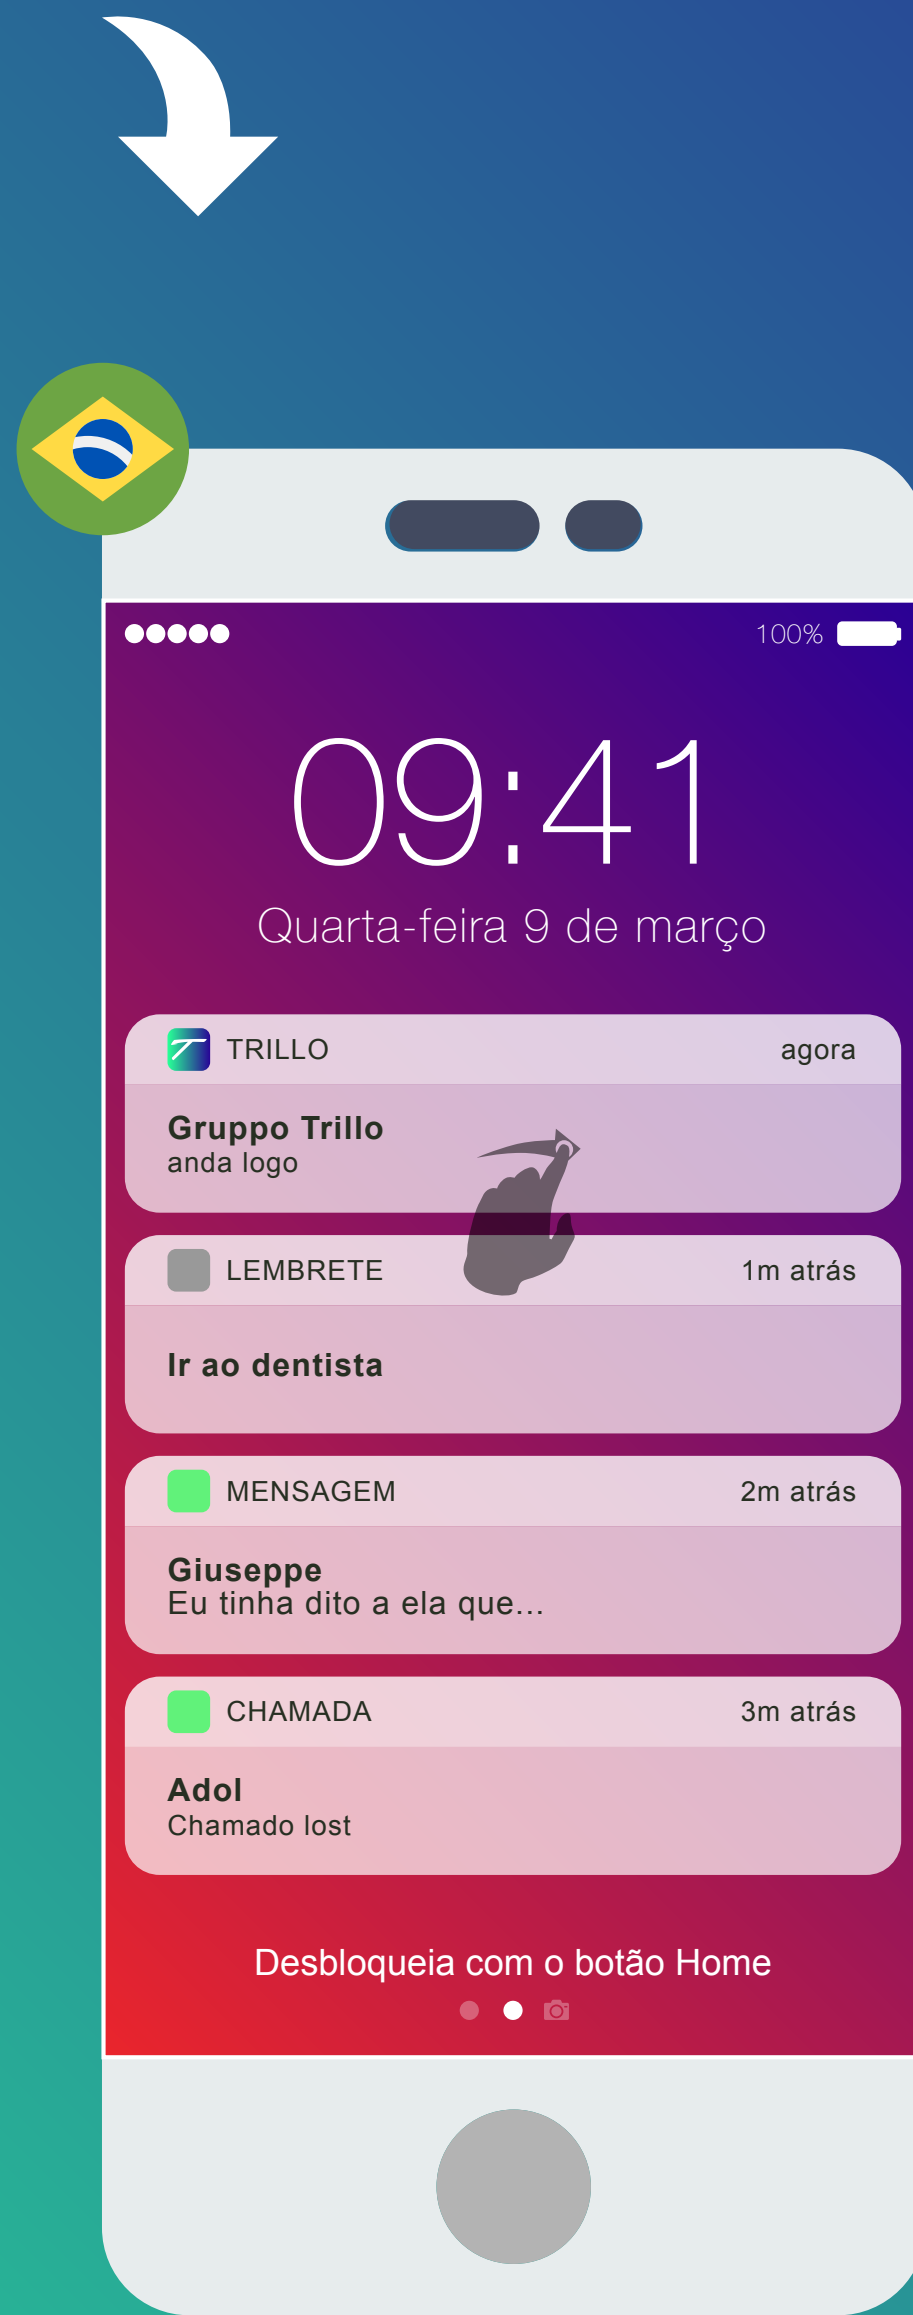 100%
09:41
Quarta-feira 9 de março
TRILLO agora
Gruppo Trillo
anda logo
LEMBRETE 1m atrás
Ir ao dentista
MENSAGEM 2m atrás
Giuseppe
Eu tinha dito a ela que...
CHAMADA 3m atrás
Adol
Chamado lost
Desbloqueia com o botão Home